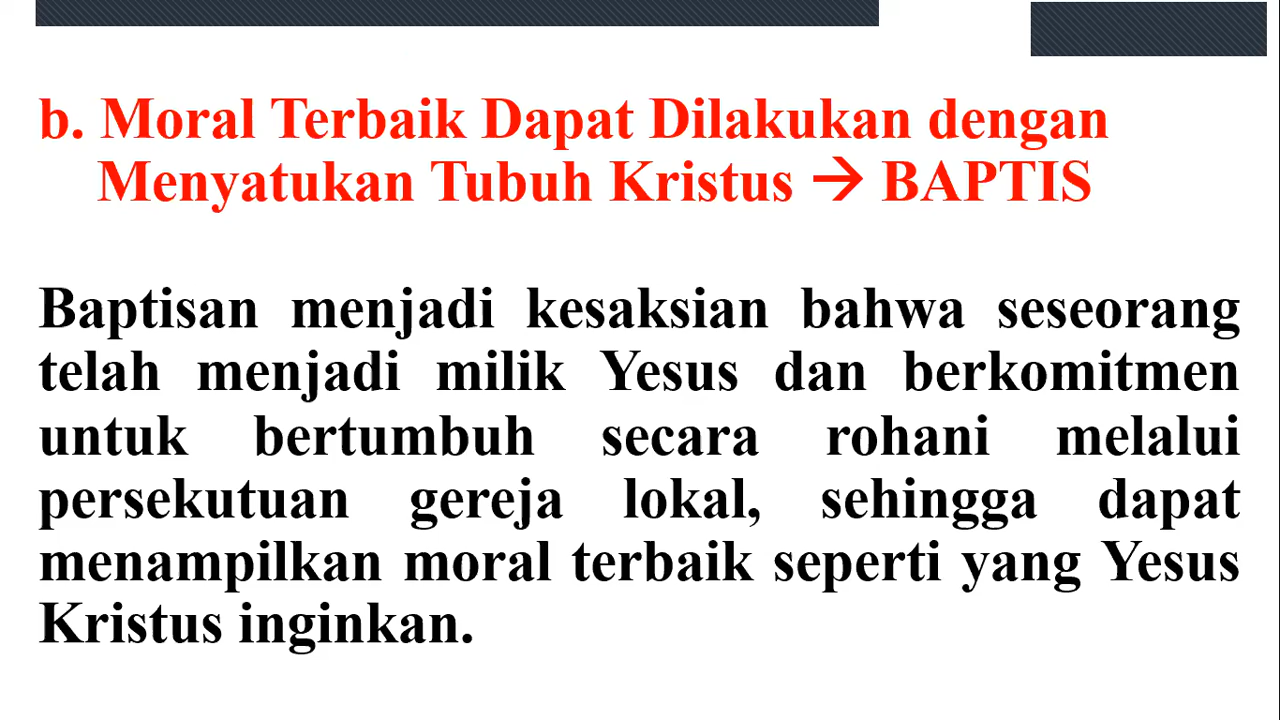 b. Moral Terbaik Dapat Dilakukan dengan
Menyatukan Tubuh Kristus → BAPTIS
Baptisan menjadi kesaksian bahwa seseorang
telah menjadi milik Yesus dan berkomitmen
untuk bertumbuh secara rohani melalui
persekutuan gereja lokal, sehingga dapat
menampilkan moral terbaik seperti yang Yesus
Kristus inginkan.